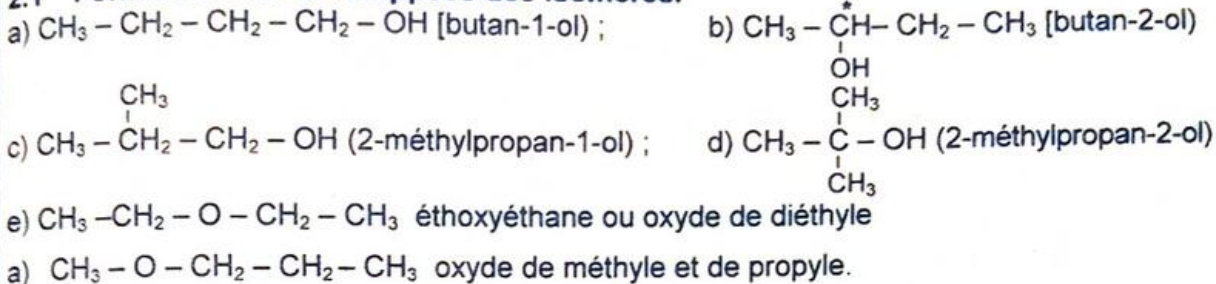 a) CH₃ – CH₂ – CH₂ – CH₂ – OH [butan-1-ol) ; b) CH₃ – C*H– CH₂ – CH₃ [butan-2-ol)
OH
CH₃ CH₃
c) CH₃ – CH₂ – CH₂ – OH (2-méthylpropan-1-ol) ; d) CH₃ – C – OH (2-méthylpropan-2-ol)
CH₃
e) CH₃ –CH₂ – O – CH₂ – CH₃ éthoxyéthane ou oxyde de diéthyle
a) CH₃ – O – CH₂ – CH₂– CH₃ oxyde de méthyle et de propyle.